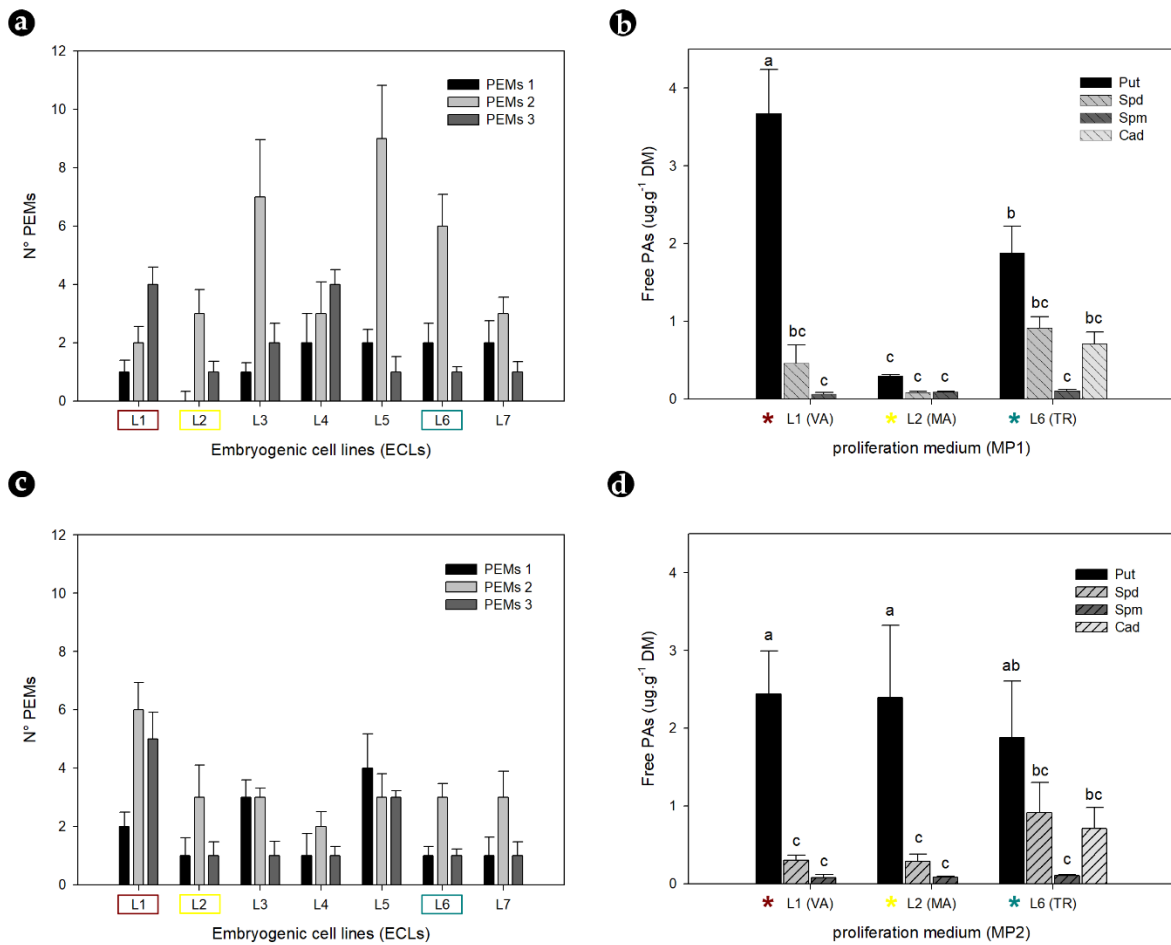 a
12
10
8
6
4
2
0
N° PEMs
PEMs 1
PEMs 2
PEMs 3
L1 L2 L3 L4 L5 L6 L7
Embryogenic cell lines (ECLs)
b
4
3
2
1
0
Free PAs (ug.g⁻¹ DM)
Put
Spd
Spm
Cad
a
bc
c
c
c
c
b
bc
c
bc
* L1 (VA) * L2 (MA) * L6 (TR)
proliferation medium (MP1)
c
12
10
8
6
4
2
0
N° PEMs
PEMs 1
PEMs 2
PEMs 3
L1 L2 L3 L4 L5 L6 L7
Embryogenic cell lines (ECLs)
d
4
3
2
1
0
Free PAs (ug.g⁻¹ DM)
Put
Spd
Spm
Cad
a
c
c
a
c
c
ab
bc
c
bc
* L1 (VA) * L2 (MA) * L6 (TR)
proliferation medium (MP2)